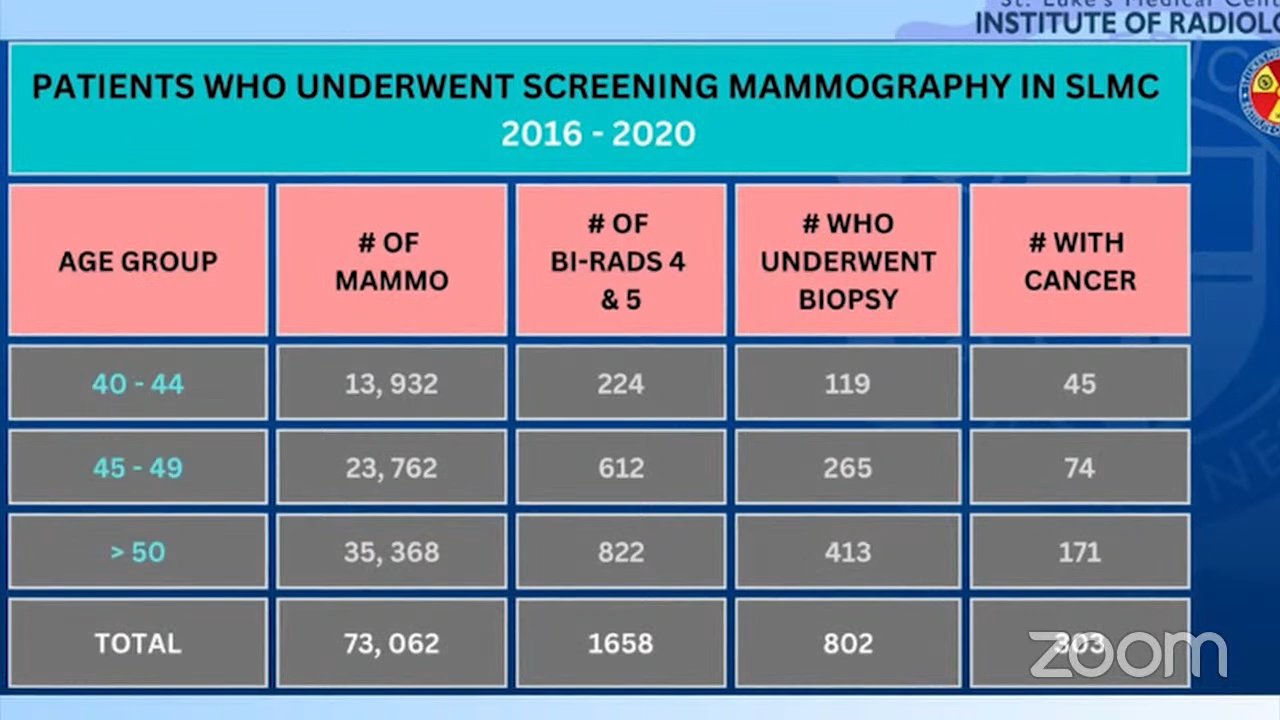 St. Luke's Medical Cent
INSTITUTE OF RADIOLO
PATIENTS WHO UNDERWENT SCREENING MAMMOGRAPHY IN SLMC
2016 - 2020
AGE GROUP
# OF
MAMMO
# OF
BI-RADS 4
& 5
# WHO
UNDERWENT
BIOPSY
# WITH
CANCER
40 - 44
13, 932
224
119
45
45 - 49
23, 762
612
265
74
> 50
35, 368
822
413
171
TOTAL
73, 062
1658
802
303
zoom